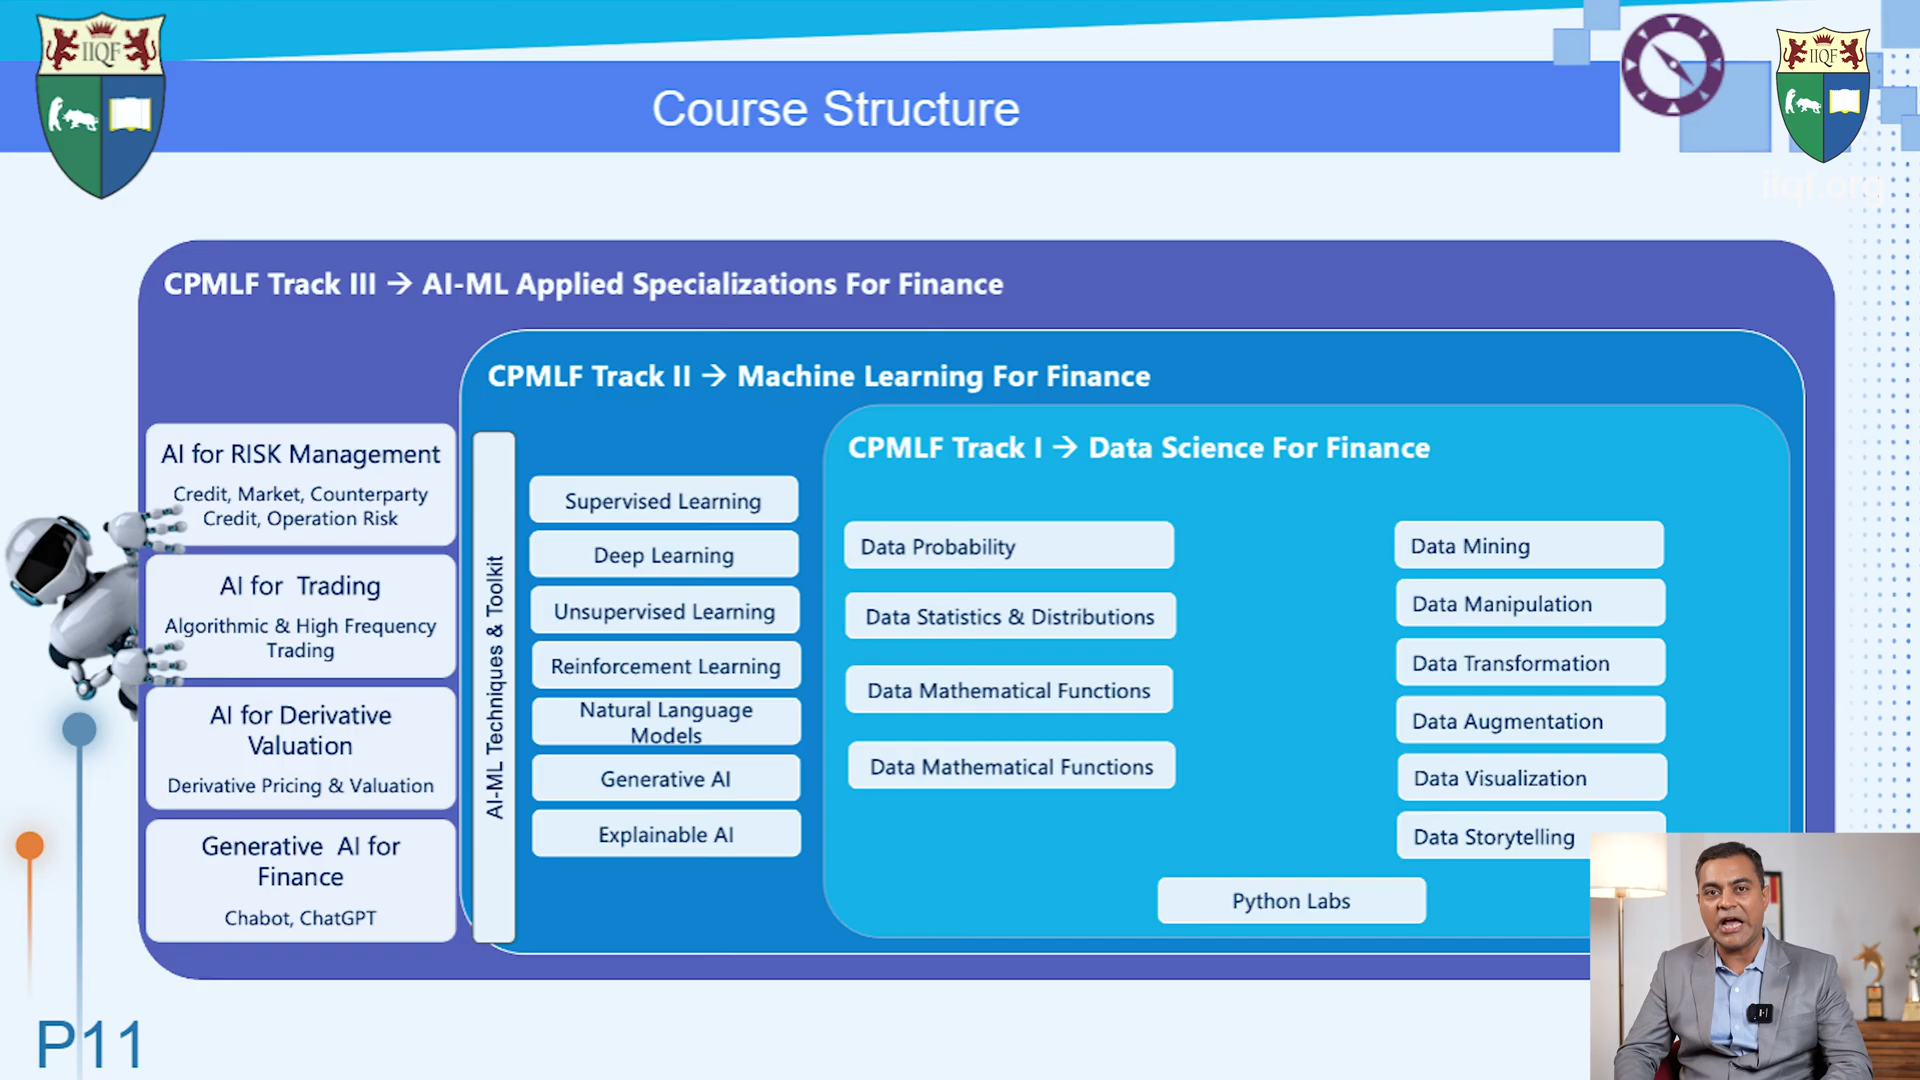 IIQF
Course Structure
IIQF
iiqf.org
CPMLF Track III → AI-ML Applied Specializations For Finance
CPMLF Track II → Machine Learning For Finance
CPMLF Track I → Data Science For Finance
AI for RISK Management
Credit, Market, Counterparty
Credit, Operation Risk
AI for Trading
Algorithmic & High Frequency
Trading
AI for Derivative
Valuation
Derivative Pricing & Valuation
Generative AI for
Finance
Chabot, ChatGPT
AI-ML Techniques & Toolkit
Supervised Learning
Deep Learning
Unsupervised Learning
Reinforcement Learning
Natural Language
Models
Generative AI
Explainable AI
Data Probability
Data Statistics & Distributions
Data Mathematical Functions
Data Mathematical Functions
Data Mining
Data Manipulation
Data Transformation
Data Augmentation
Data Visualization
Data Storytelling
Python Labs
P11